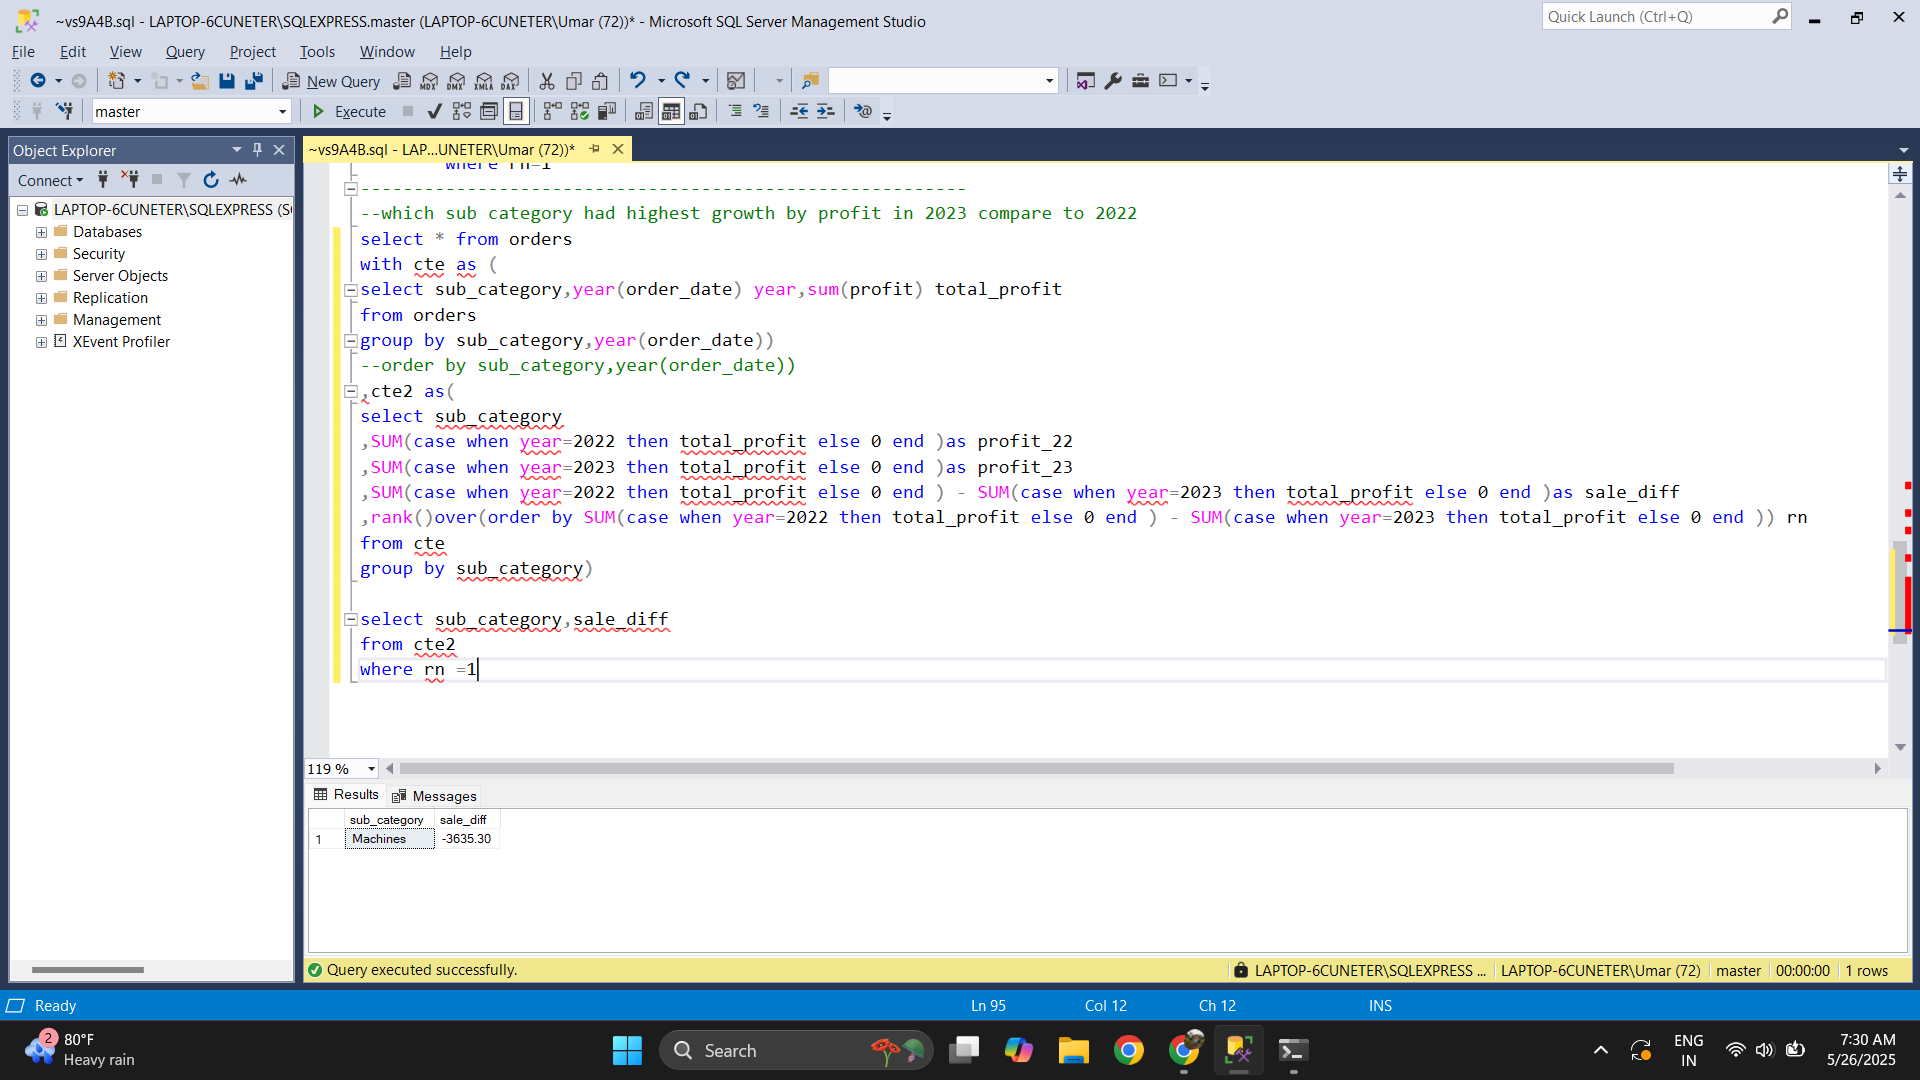 ~vs9A4B.sql - LAPTOP-6CUNETER\SQLEXPRESS.master (LAPTOP-6CUNETER\Umar (72))* - Microsoft SQL Server Management Studio
Quick Launch (Ctrl+Q)
File Edit View Query Project Tools Window Help
New Query MDX DMX XMLA DAX
master Execute
Object Explorer
~vs9A4B.sql - LAP...UNETER\Umar (72))*
Connect
LAPTOP-6CUNETER\SQLEXPRESS (S
Databases
Security
Server Objects
Replication
Management
XEvent Profiler
where rn=1
---------------------------------------------------------
--which sub category had highest growth by profit in 2023 compare to 2022
select * from orders
with cte as (
select sub_category,year(order_date) year,sum(profit) total_profit
from orders
group by sub_category,year(order_date))
--order by sub_category,year(order_date))
,cte2 as(
select sub_category
,SUM(case when year=2022 then total_profit else 0 end )as profit_22
,SUM(case when year=2023 then total_profit else 0 end )as profit_23
,SUM(case when year=2022 then total_profit else 0 end ) - SUM(case when year=2023 then total_profit else 0 end )as sale_diff
,rank()over(order by SUM(case when year=2022 then total_profit else 0 end ) - SUM(case when year=2023 then total_profit else 0 end )) rn
from cte
group by sub_category)
select sub_category,sale_diff
from cte2
where rn =1
119 %
Results Messages
sub_category sale_diff
1 Machines -3635.30
Query executed successfully.
LAPTOP-6CUNETER\SQLEXPRESS ... LAPTOP-6CUNETER\Umar (72) master 00:00:00 1 rows
Ready Ln 95 Col 12 Ch 12 INS
2 80°F
Heavy rain
Search
ENG
IN
7:30 AM
5/26/2025